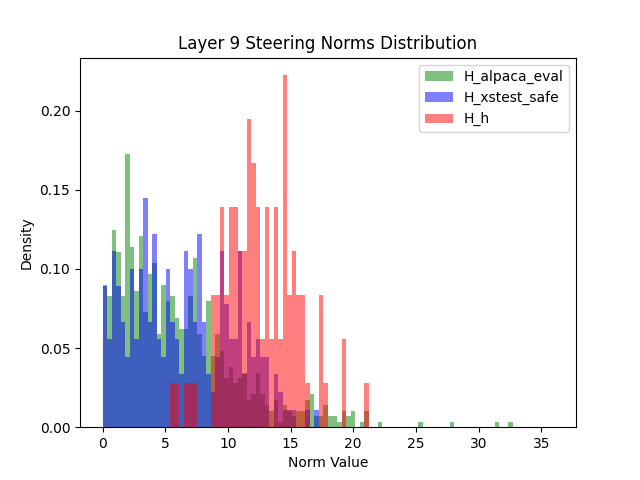 Layer 9 Steering Norms Distribution
H_alpaca_eval
H_xstest_safe
H_h
Density
0.20
0.15
0.10
0.05
0.00
0 5 10 15 20 25 30 35
Norm Value